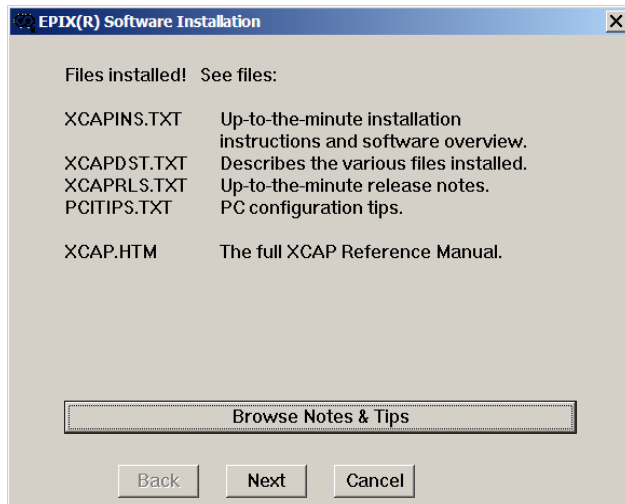 EPIX(R) Software Installation
Files installed! See files:
XCAPINS.TXT Up-to-the-minute installation
instructions and software overview.
XCAPDST.TXT Describes the various files installed.
XCAPRLS.TXT Up-to-the-minute release notes.
PCITIPS.TXT PC configuration tips.
XCAP.HTM The full XCAP Reference Manual.
Browse Notes & Tips
Back Next Cancel